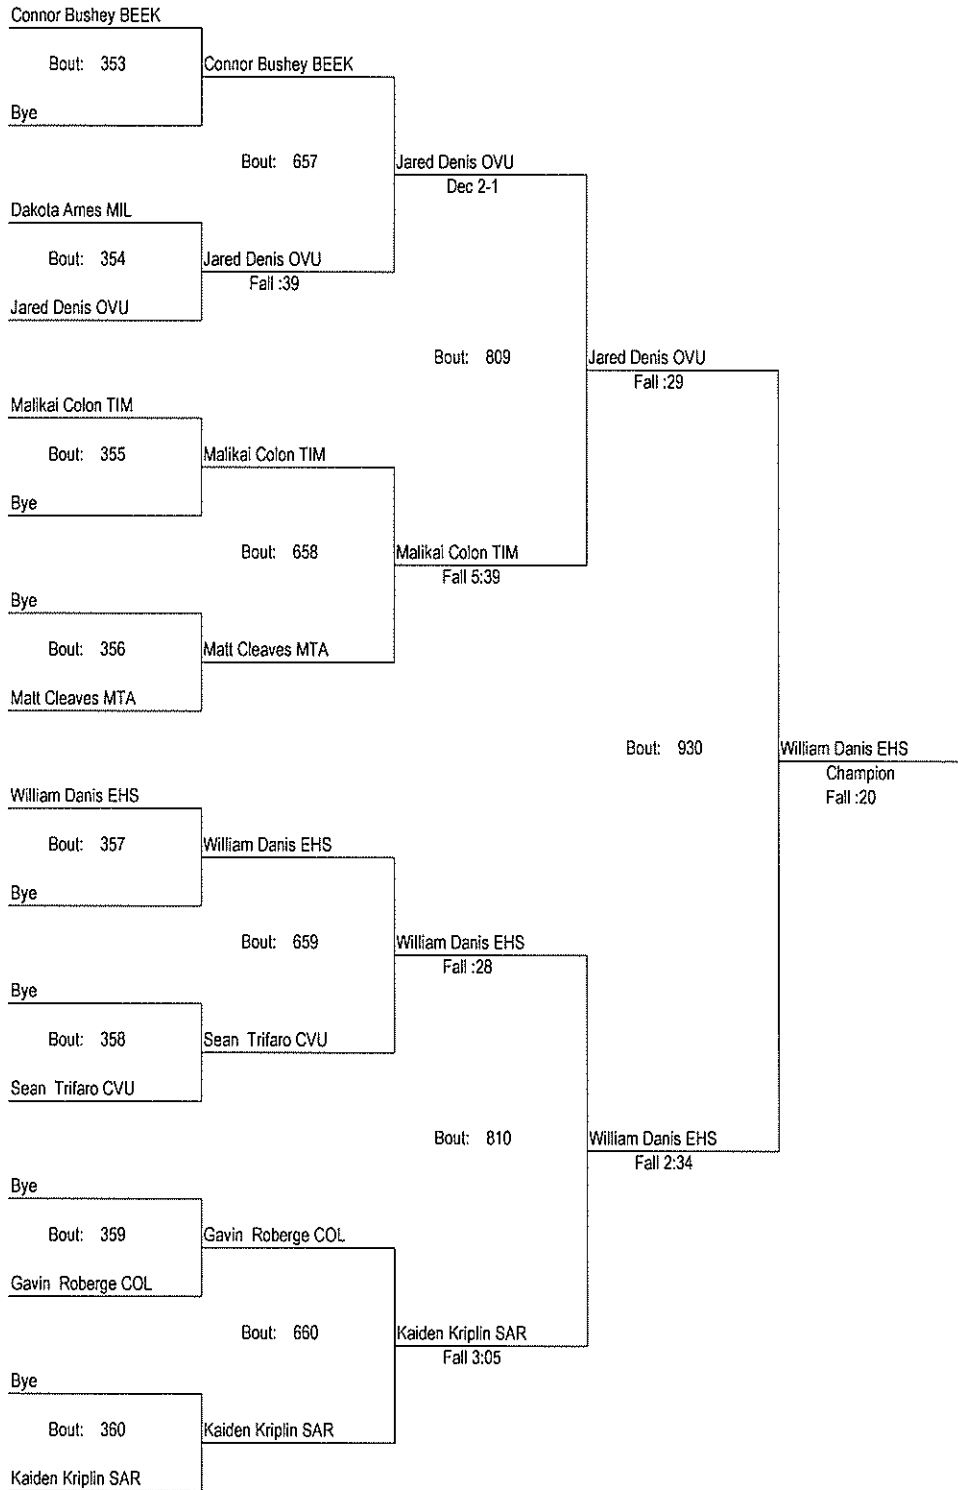 Connor Bushey BEEK
Bout: 353
Connor Bushey BEEK
Bye
Bout: 657
Jared Denis OVU
Dec 2-1
Dakota Ames MIL
Bout: 354
Jared Denis OVU
Fall :39
Jared Denis OVU
Bout: 809
Jared Denis OVU
Fall :29
Malikai Colon TIM
Bout: 355
Malikai Colon TIM
Bye
Bout: 658
Malikai Colon TIM
Fall 5:39
Bye
Bout: 356
Matt Cleaves MTA
Matt Cleaves MTA
Bout: 930
William Danis EHS
Champion
Fall :20
William Danis EHS
Bout: 357
William Danis EHS
Bye
Bout: 659
William Danis EHS
Fall :28
Bye
Bout: 358
Sean Trifaro CVU
Sean Trifaro CVU
Bout: 810
William Danis EHS
Fall 2:34
Bye
Bout: 359
Gavin Roberge COL
Gavin Roberge COL
Bout: 660
Kaiden Kriplin SAR
Fall 3:05
Bye
Bout: 360
Kaiden Kriplin SAR
Kaiden Kriplin SAR